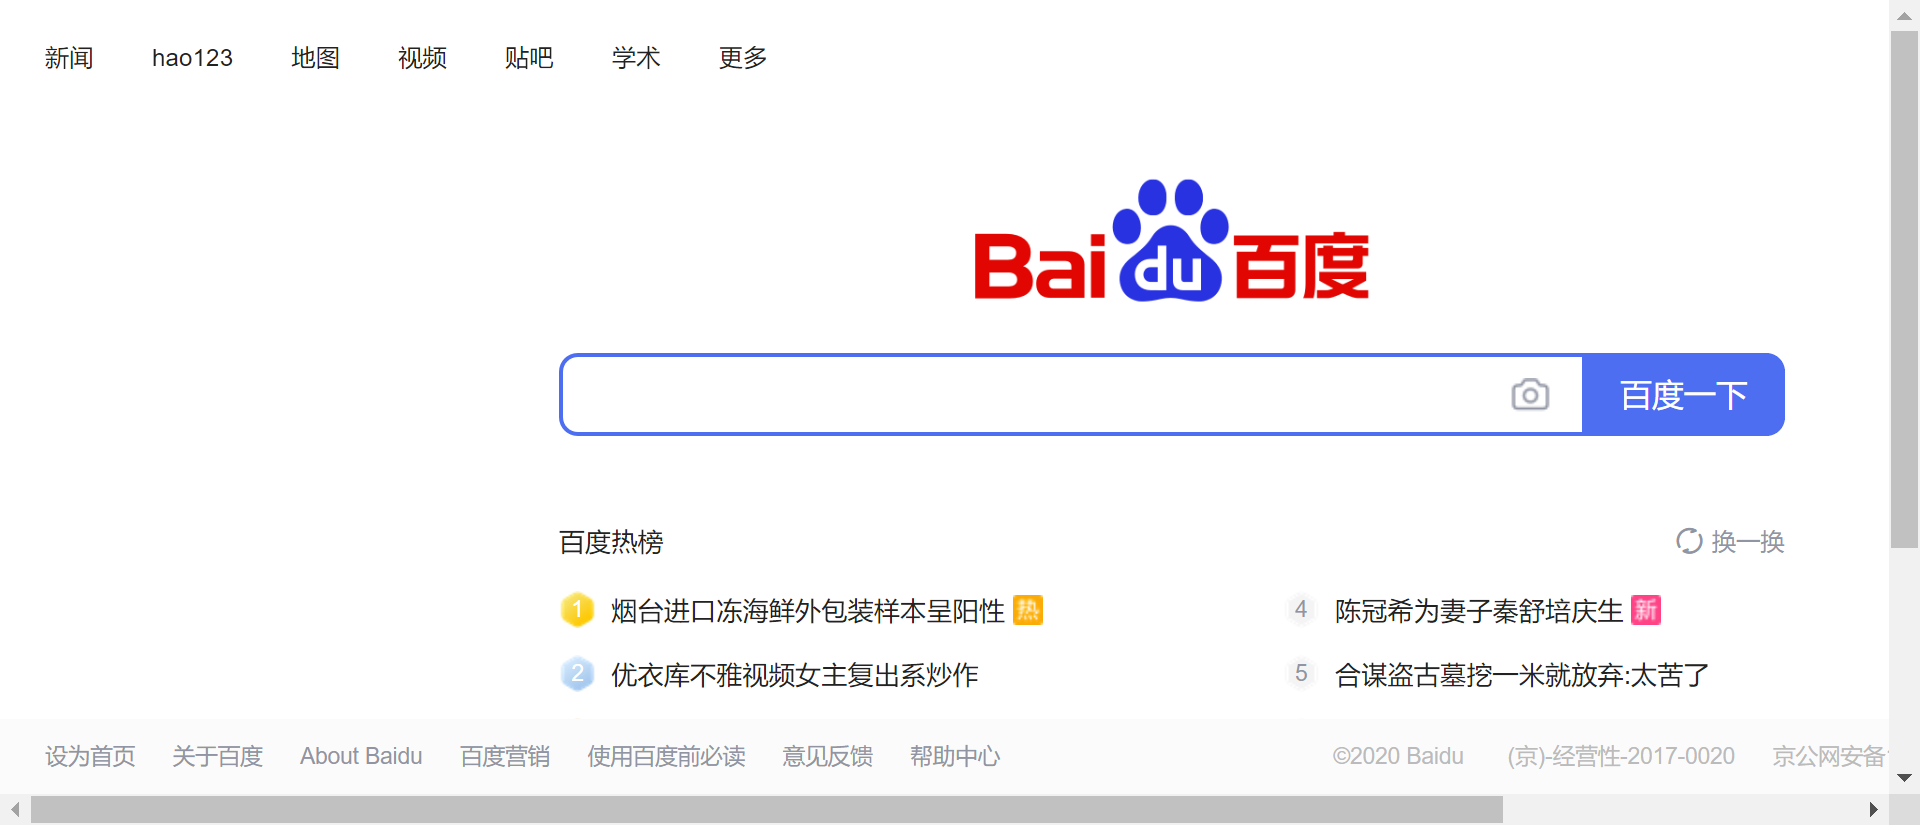 新闻 hao123 地图 视频 贴吧 学术 更多
Bai du 百度
百度一下
百度热榜 换一换
1 烟台进口冻海鲜外包装样本呈阳性 热
4 陈冠希为妻子秦舒培庆生 新
2 优衣库不雅视频女主复出系炒作
5 合谋盗古墓挖一米就放弃:太苦了
设为首页 关于百度 About Baidu 百度营销 使用百度前必读 意见反馈 帮助中心 ©2020 Baidu (京)-经营性-2017-0020 京公网安备